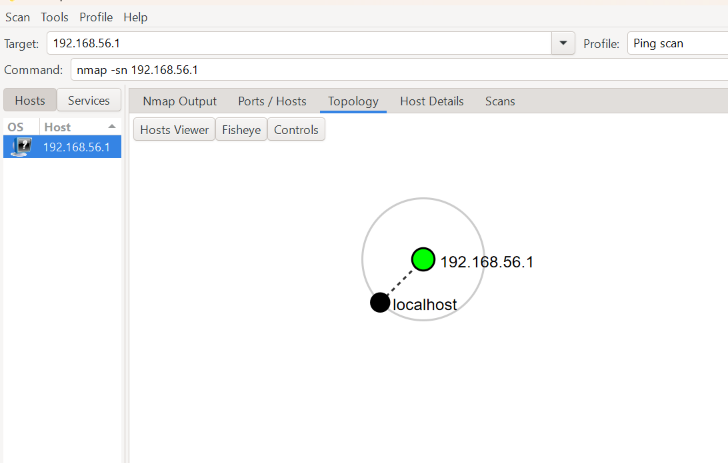 Scan Tools Profile Help
Target: 192.168.56.1 Profile: Ping scan
Command: nmap -sn 192.168.56.1
Hosts Services Nmap Output Ports / Hosts Topology Host Details Scans
OS Host Hosts Viewer Fisheye Controls
192.168.56.1
192.168.56.1
localhost